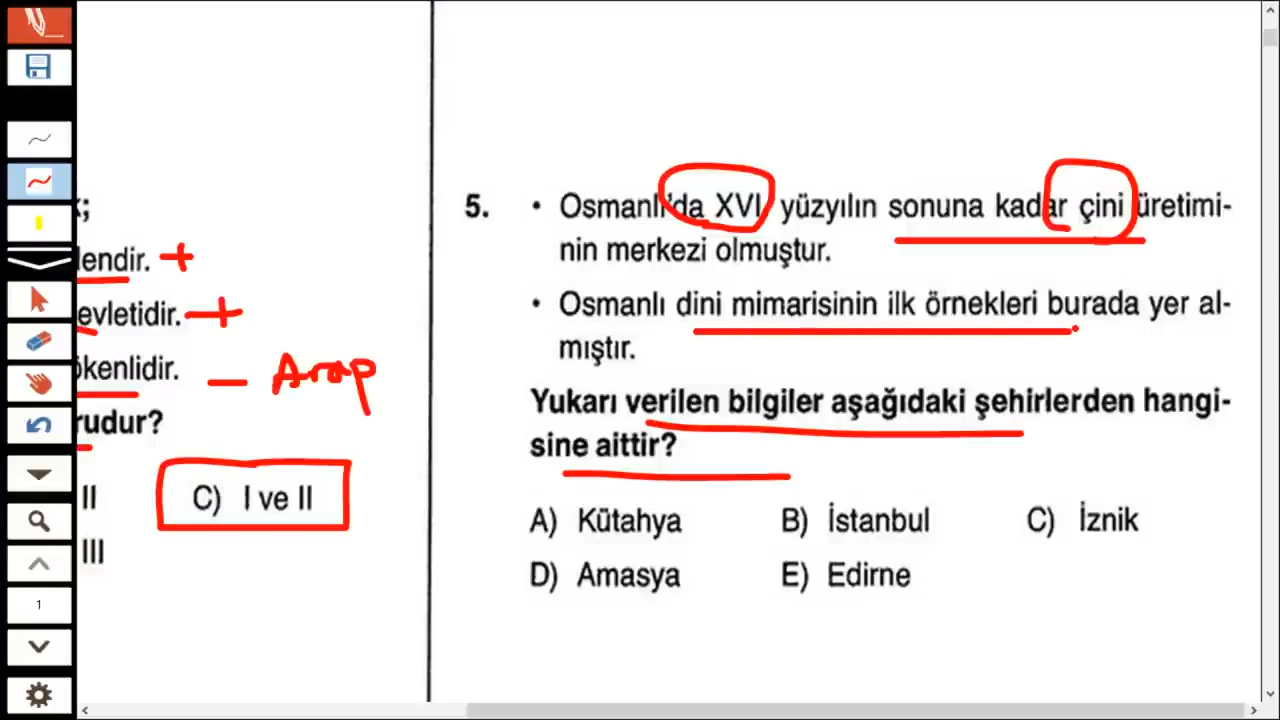 k;
lendir. +
evletidir. +
ökenlidir. – Arap
rudur?
II
C) I ve II
III
5. • Osmanlı'da XVI. yüzyılın sonuna kadar çini üretimi-
nin merkezi olmuştur.
• Osmanlı dini mimarisinin ilk örnekleri burada yer al-
mıştır.
Yukarı verilen bilgiler aşağıdaki şehirlerden hangi-
sine aittir?
A) Kütahya B) İstanbul C) İznik
D) Amasya E) Edirne
1